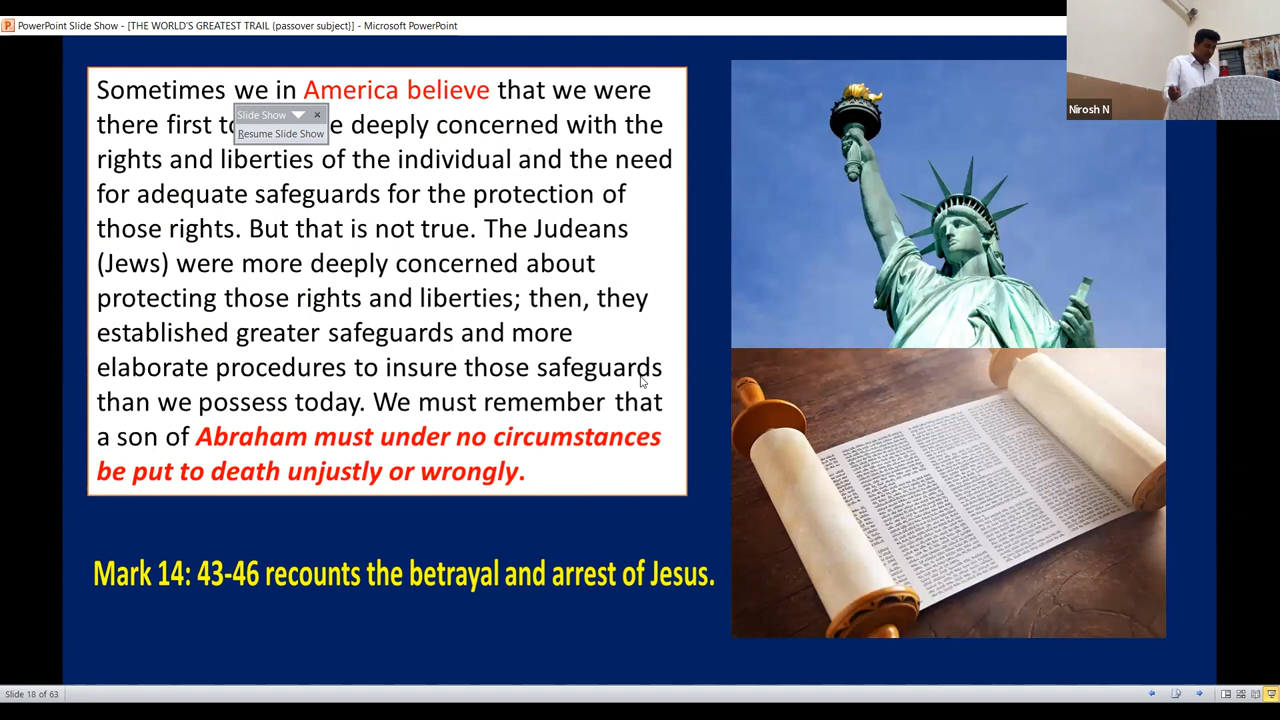 PowerPoint Slide Show - [THE WORLD'S GREATEST TRAIL (passover subject}] - Microsoft PowerPoint
Nirosh N
Sometimes we in America believe that we were
there first to e deeply concerned with the
Slide Show
Resume Slide Show
rights and liberties of the individual and the need
for adequate safeguards for the protection of
those rights. But that is not true. The Judeans
(Jews) were more deeply concerned about
protecting those rights and liberties; then, they
established greater safeguards and more
elaborate procedures to insure those safeguards
than we possess today. We must remember that
a son of Abraham must under no circumstances
be put to death unjustly or wrongly.
Mark 14: 43-46 recounts the betrayal and arrest of Jesus.
Slide 18 of 63